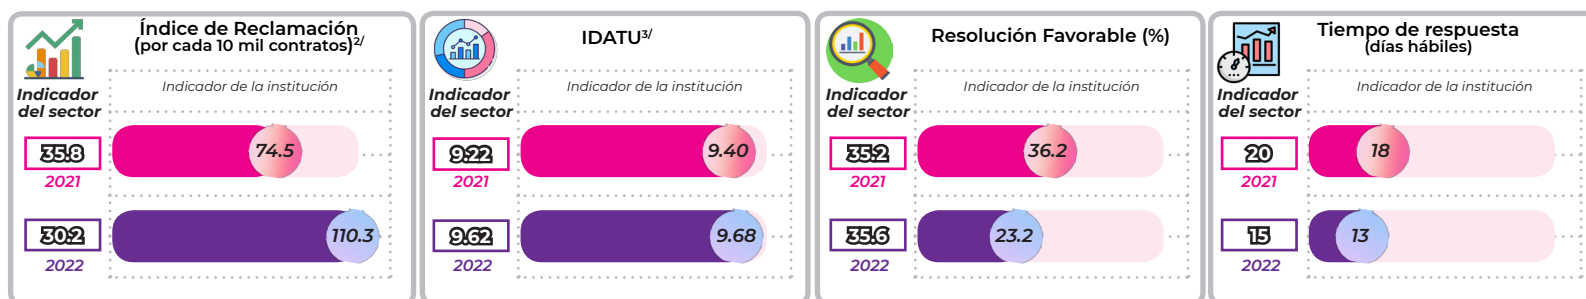 Índice de Reclamación
(por cada 10 mil contratos)2/
Indicador
del sector
Indicador de la institución
35.8
2021
74.5
30.2
2022
110.3
IDATU3/
Indicador
del sector
Indicador de la institución
9.22
2021
9.40
9.62
2022
9.68
Resolución Favorable (%)
Indicador
del sector
Indicador de la institución
35.2
2021
36.2
35.6
2022
23.2
Tiempo de respuesta
(días hábiles)
Indicador
del sector
Indicador de la institución
20
2021
18
15
2022
13